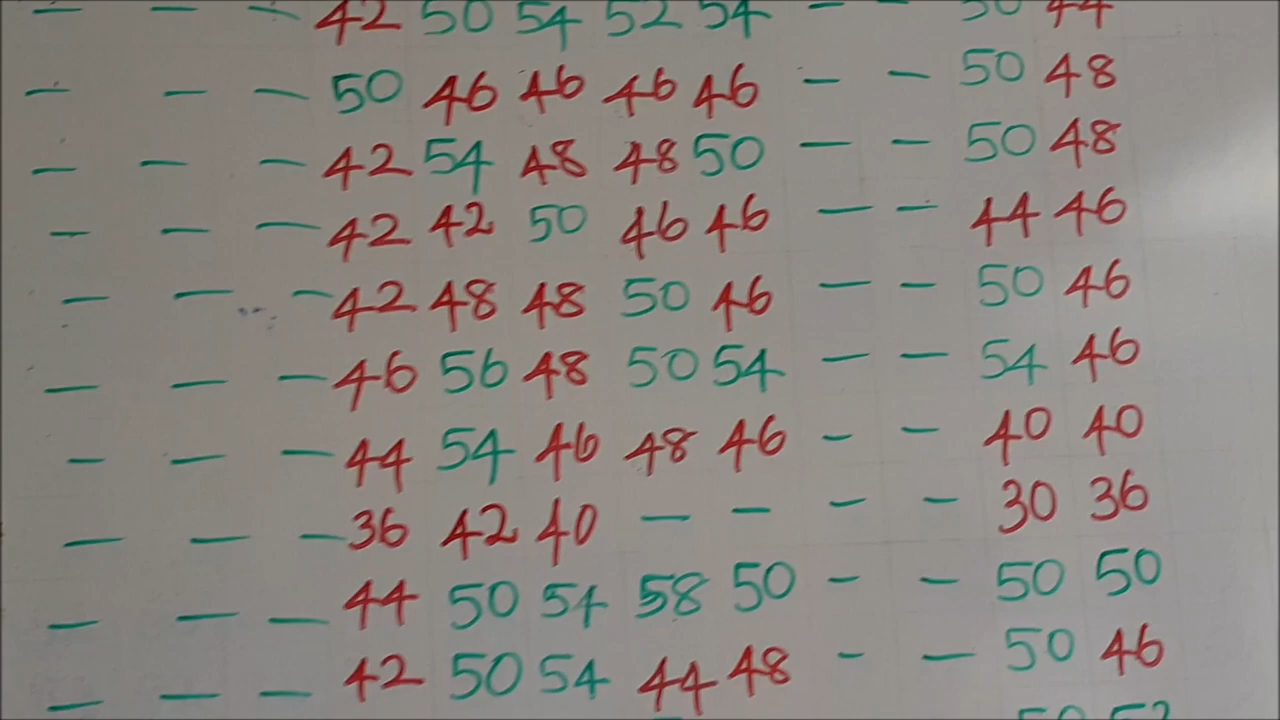 - - - 42 50 54 52 54 - - 50 44
- - - 50 46 46 46 46 - - 50 48
- - - 42 54 48 48 50 - - 50 48
- - - 42 42 50 46 46 - - 44 46
- - - 42 48 48 50 46 - - 50 46
- - - 46 56 48 50 54 - - 54 46
- - - 44 54 46 48 46 - - 40 40
- - - 36 42 40 - - - - 30 36
- - - 44 50 54 58 50 - - 50 50
- - - 42 50 54 44 48 - - 50 46